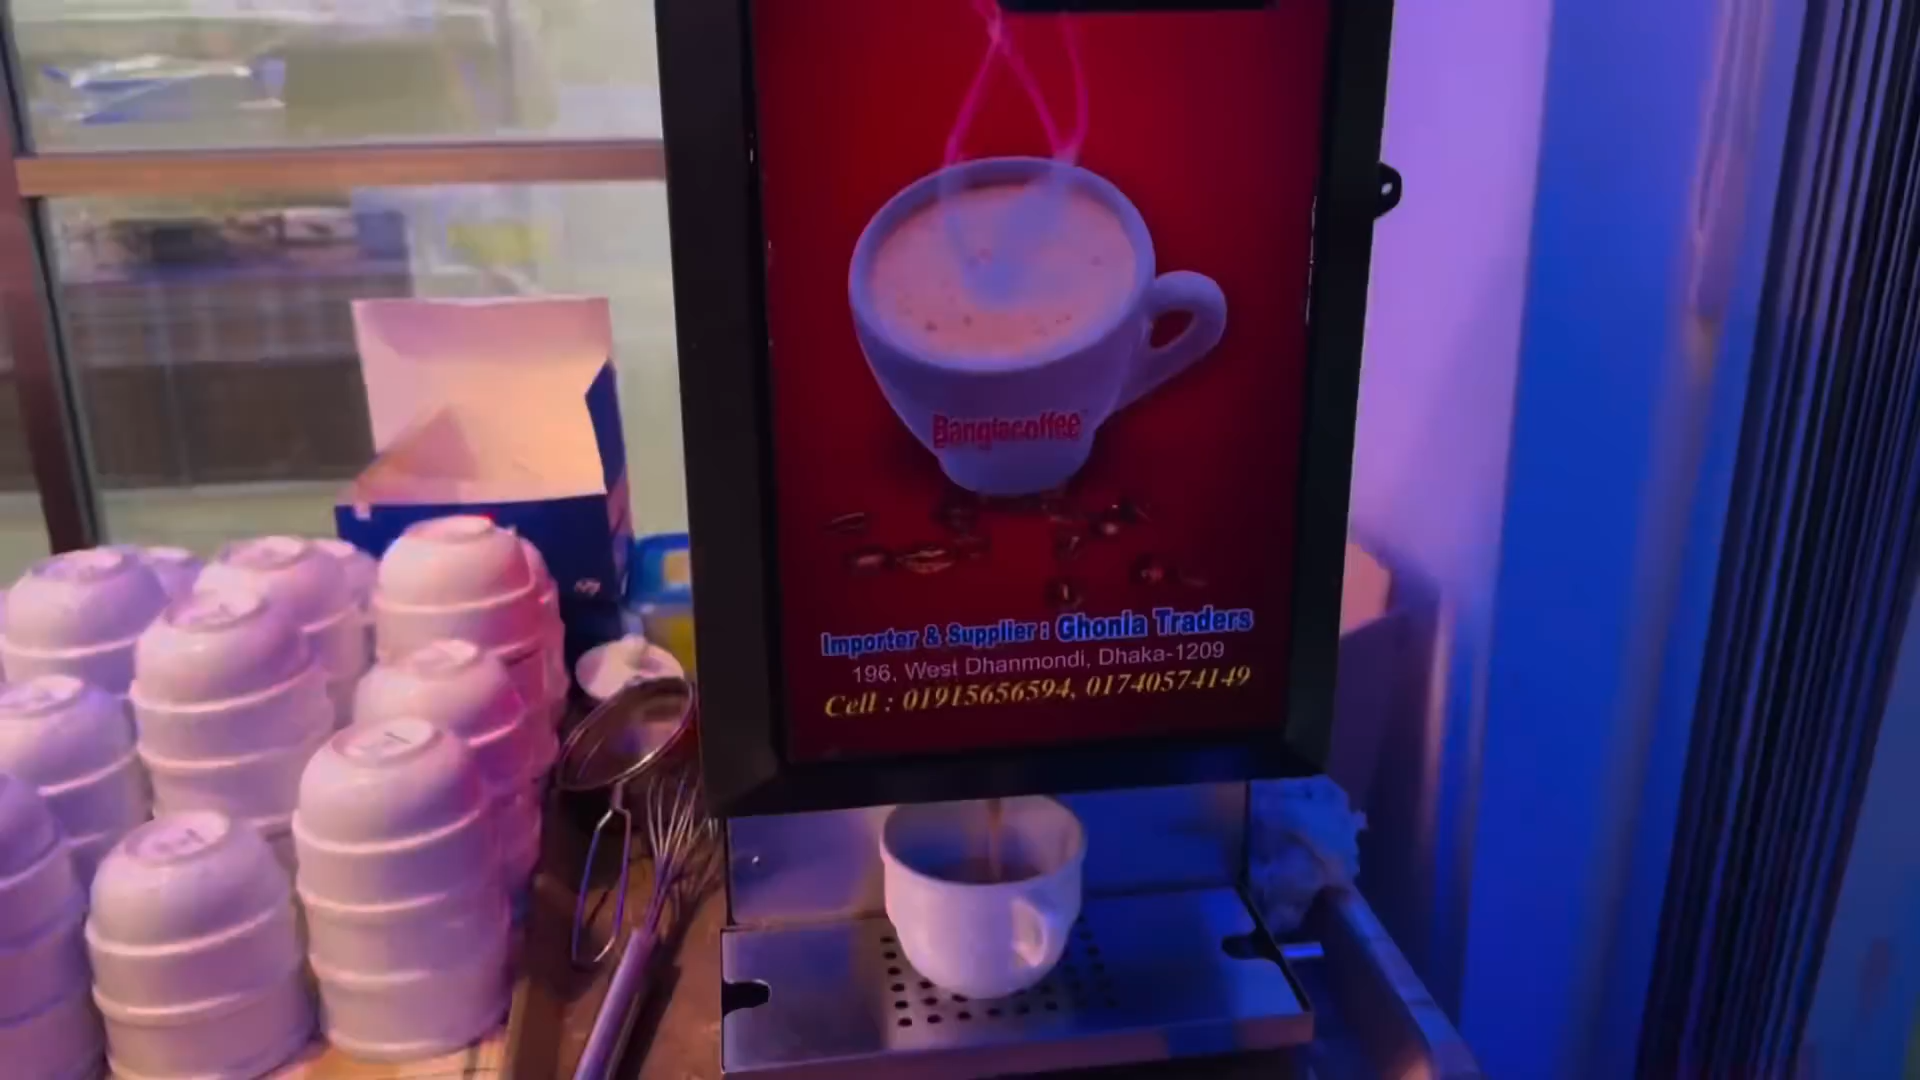 Banglacoffee
Importer & Supplier : Ghonia Traders
196, West Dhanmondi, Dhaka-1209
Cell : 01915656594, 01740574149